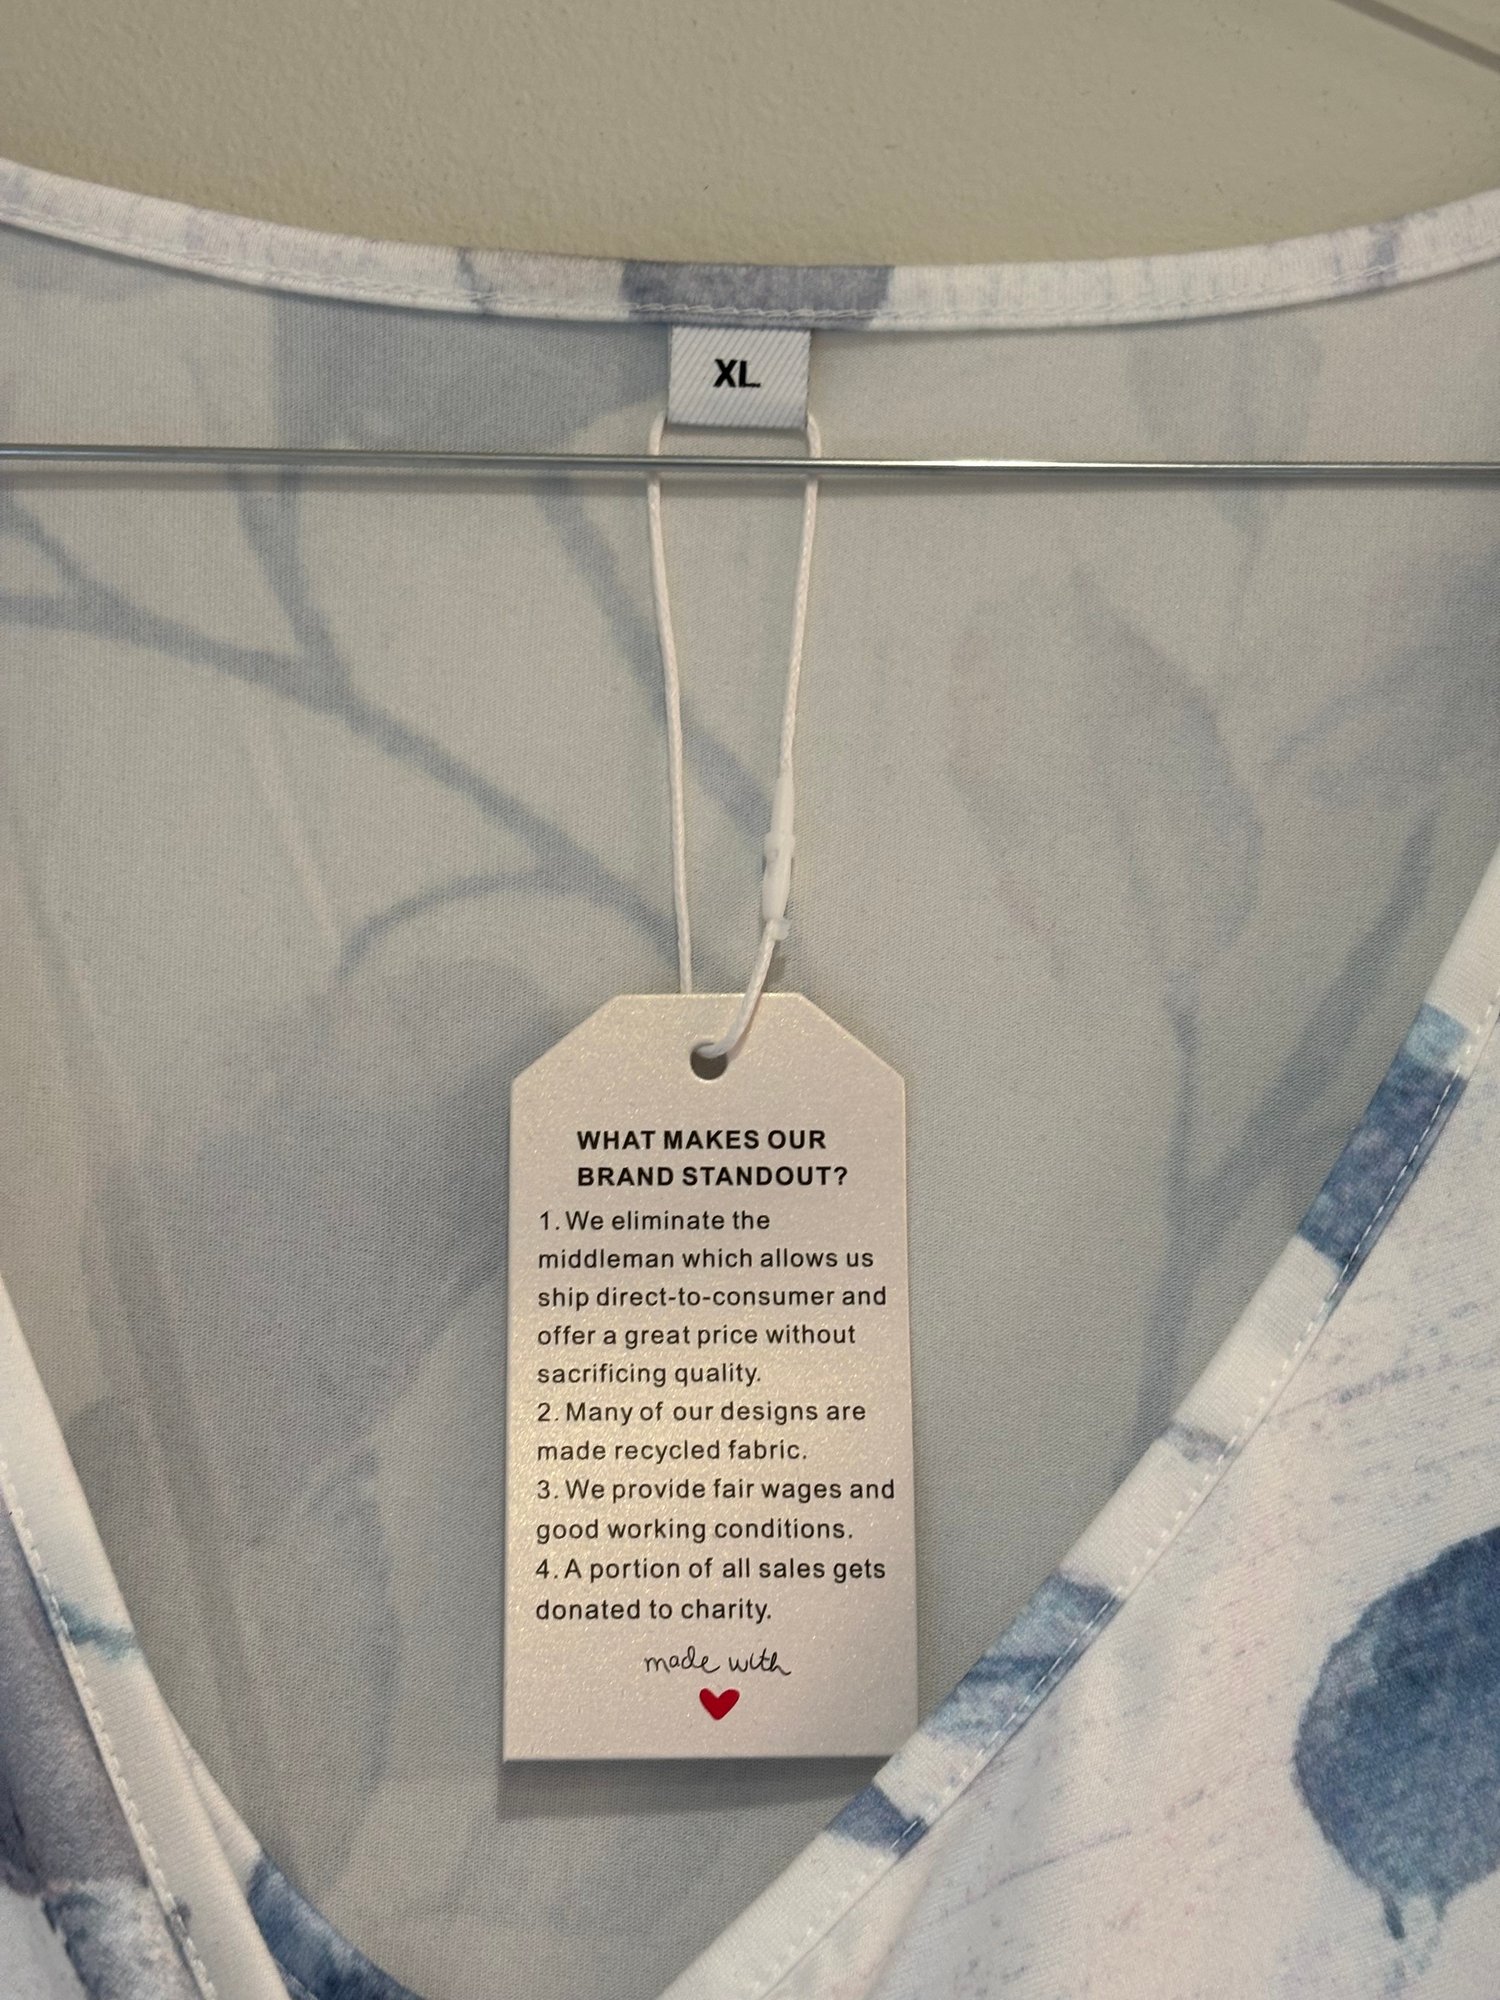 XL
WHAT MAKES OUR
BRAND STANDOUT?
1. We eliminate the
middleman which allows us
ship direct-to-consumer and
offer a great price without
sacrificing quality.
2. Many of our designs are
made recycled fabric.
3. We provide fair wages and
good working conditions.
4. A portion of all sales gets
donated to charity.
made with